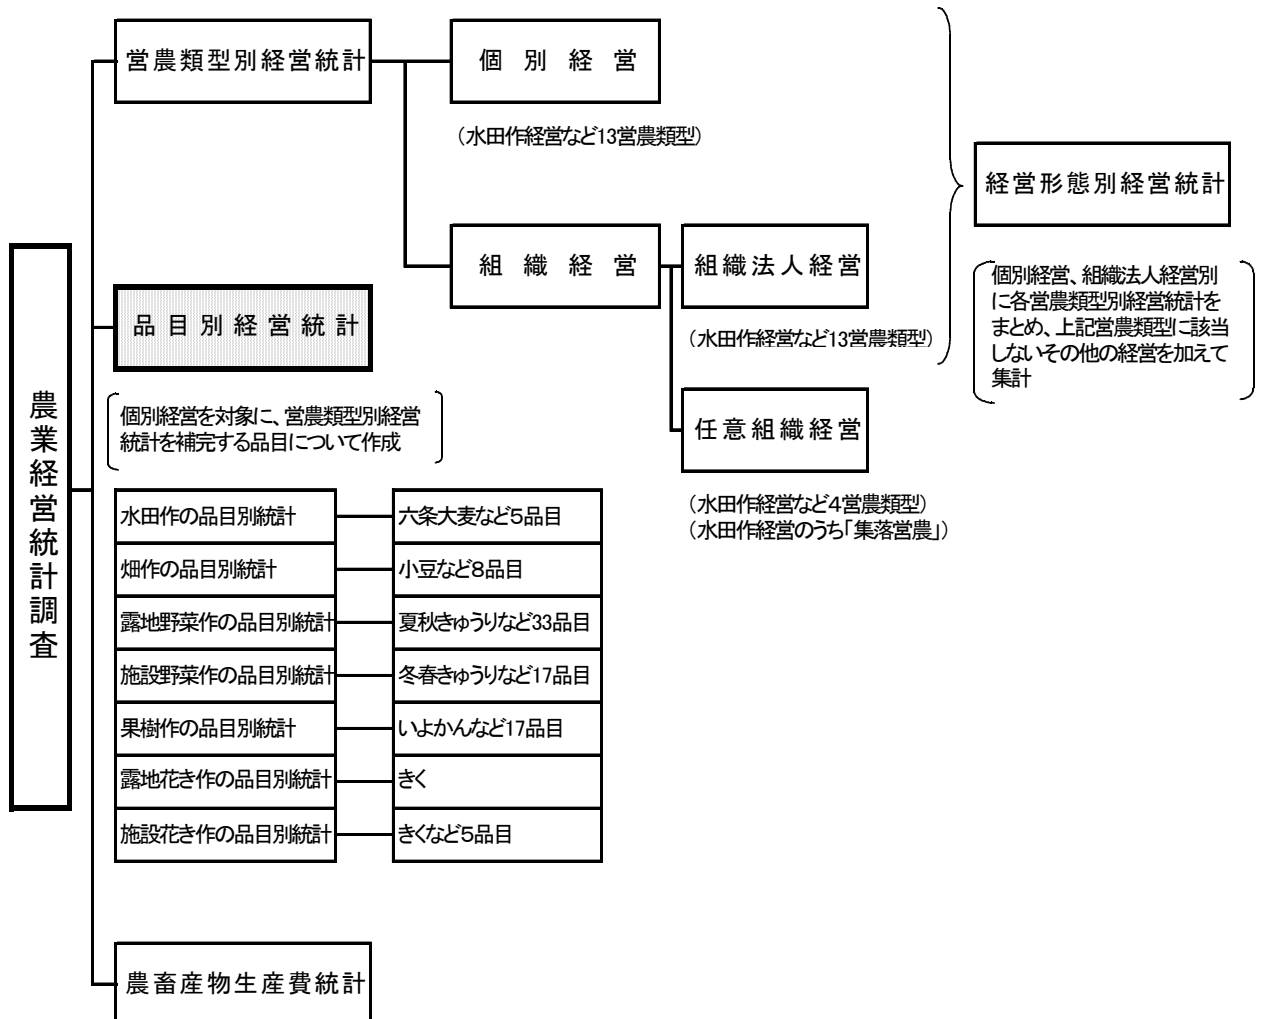 営農類型別経営統計
個別経営
（水田作経営など13営農類型）
経営形態別経営統計
組織経営
組織法人経営
個別経営、組織法人経営別
に各営農類型別経営統計を
まとめ、上記営農類型に該当
しないその他の経営を加えて
集計
品目別経営統計
（水田作経営など13営農類型）
農業経営統計調査
個別経営を対象に、営農類型別経営
統計を補完する品目について作成
任意組織経営
（水田作経営など4営農類型）
（水田作経営のうち「集落営農」）
水田作の品目別統計
六条大麦など5品目
畑作の品目別統計
小豆など8品目
露地野菜作の品目別統計
夏秋きゅうりなど33品目
施設野菜作の品目別統計
冬春きゅうりなど17品目
果樹作の品目別統計
いよかんなど17品目
露地花き作の品目別統計
きく
施設花き作の品目別統計
きくなど5品目
農畜産物生産費統計